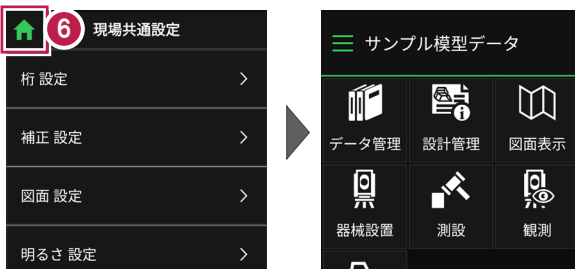 6 現場共通設定
桁 設定
補正 設定
図面 設定
明るさ 設定
サンプル模型データ
データ管理 設計管理 図面表示
器械設置 測設 観測